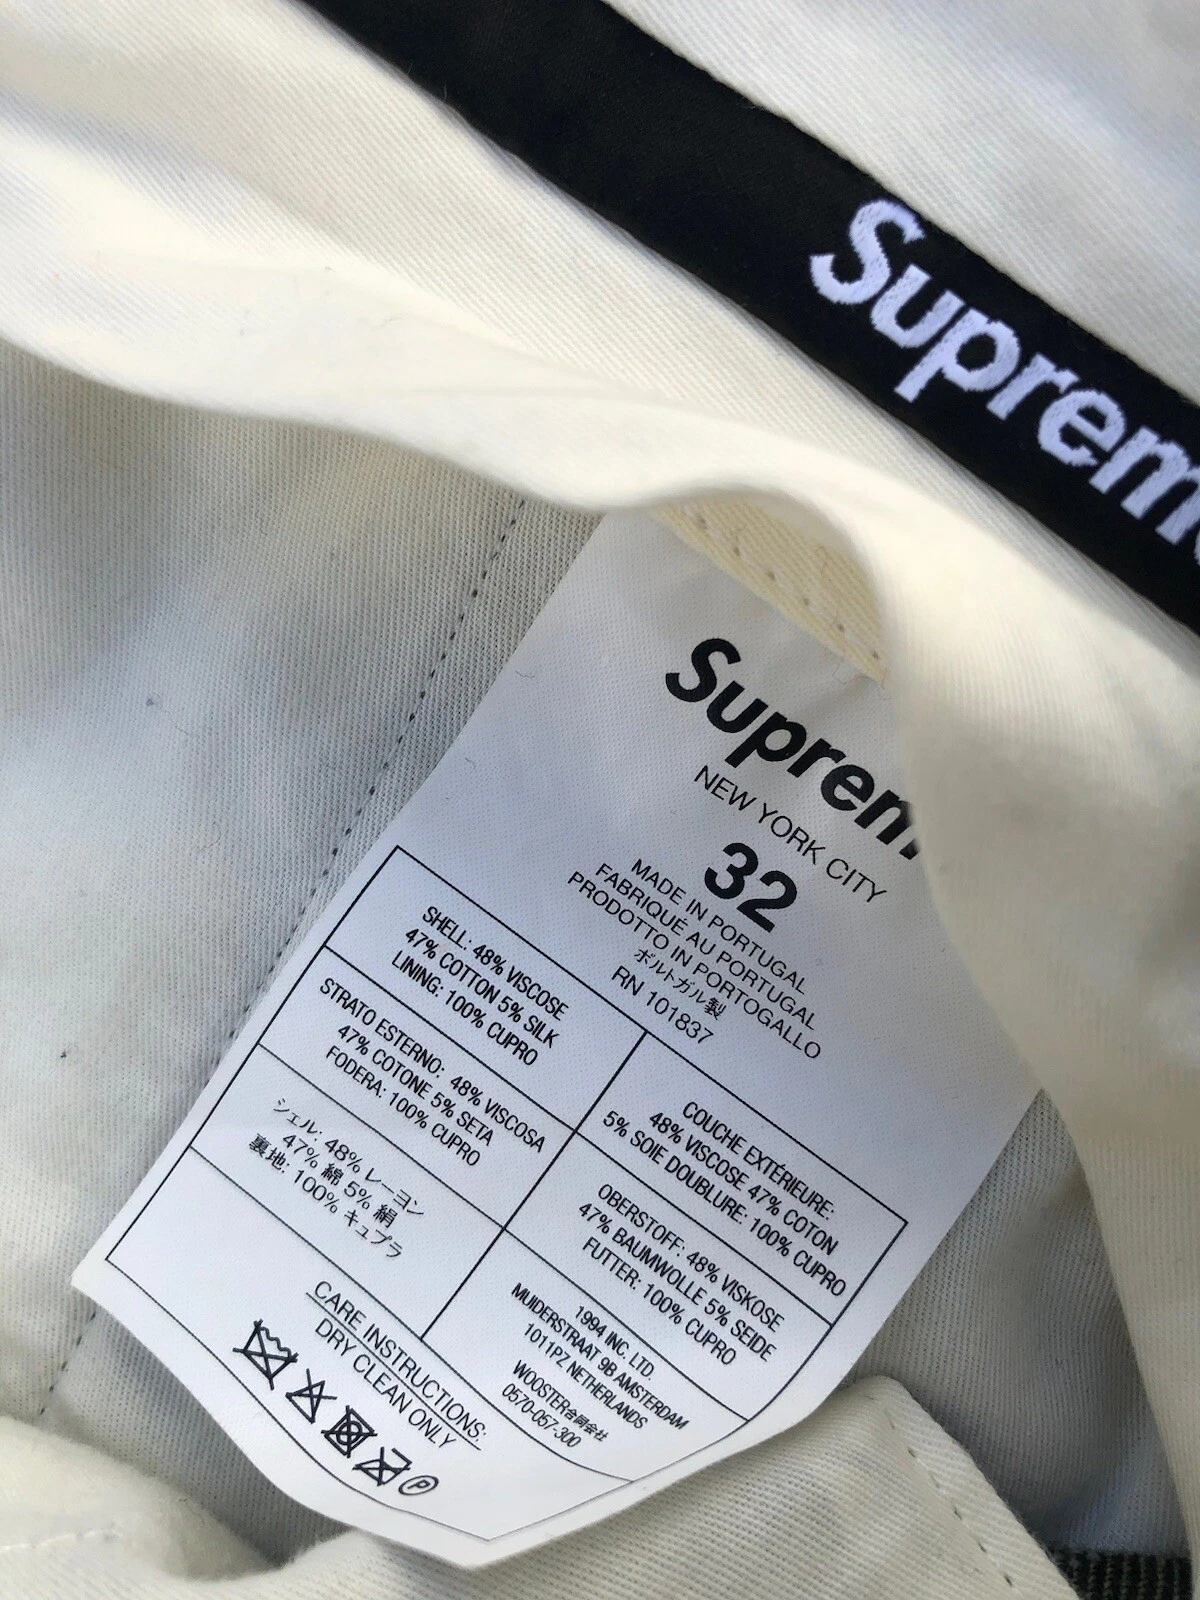 Suprem
Suprem
NEW YORK CITY
32
MADE IN PORTUGAL
FABRIQUÉ AU PORTUGAL
PRODOTTO IN PORTOGALLO
ポルトガル製
RN 101837
SHELL: 48% VISCOSE
47% COTTON 5% SILK
LINING: 100% CUPRO
COUCHE EXTÉRIEURE:
48% VISCOSE 47% COTON
5% SOIE DOUBLURE: 100% CUPRO
STRATO ESTERNO: 48% VISCOSA
47% COTONE 5% SETA
FODERA: 100% CUPRO
OBERSTOFF: 48% VISKOSE
47% BAUMWOLLE 5% SEIDE
FUTTER: 100% CUPRO
シェル: 48% レーヨン
47% 綿 5% 絹
裏地: 100% キュプラ
1994 INC. LTD.
MUIDERSTRAAT 9B AMSTERDAM
1011PZ NETHERLANDS
WOOSTER合同会社
0570-057-300
CARE INSTRUCTIONS:
DRY CLEAN ONLY
P